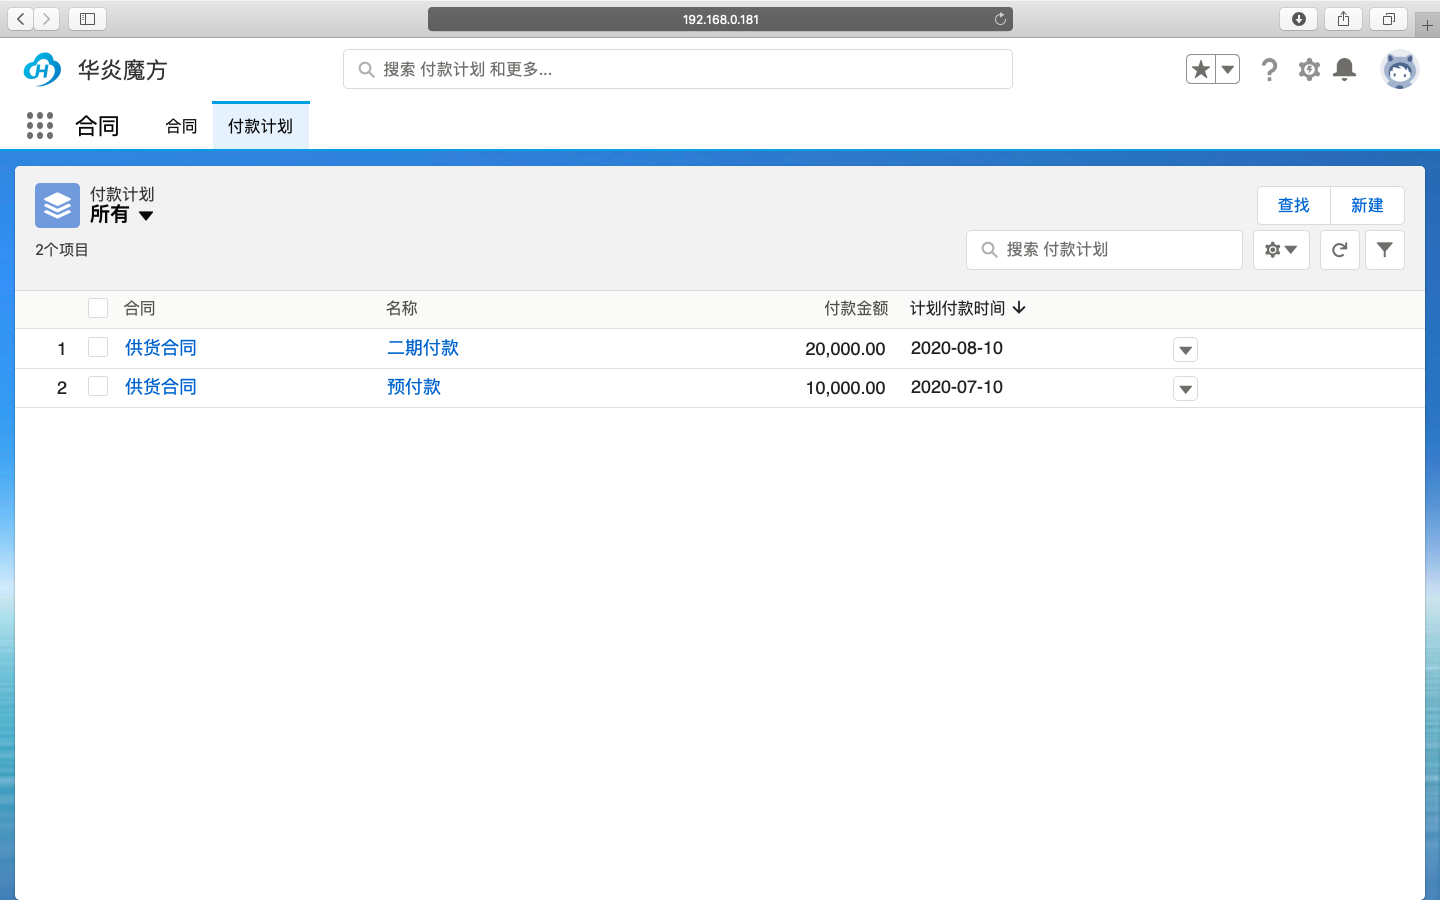 192.168.0.181
华炎魔方
搜索 付款计划 和更多...
合同 合同 付款计划
付款计划
所有
查找 新建
2个项目
搜索 付款计划
合同 名称 付款金额 计划付款时间
1 供货合同 二期付款 20,000.00 2020-08-10
2 供货合同 预付款 10,000.00 2020-07-10